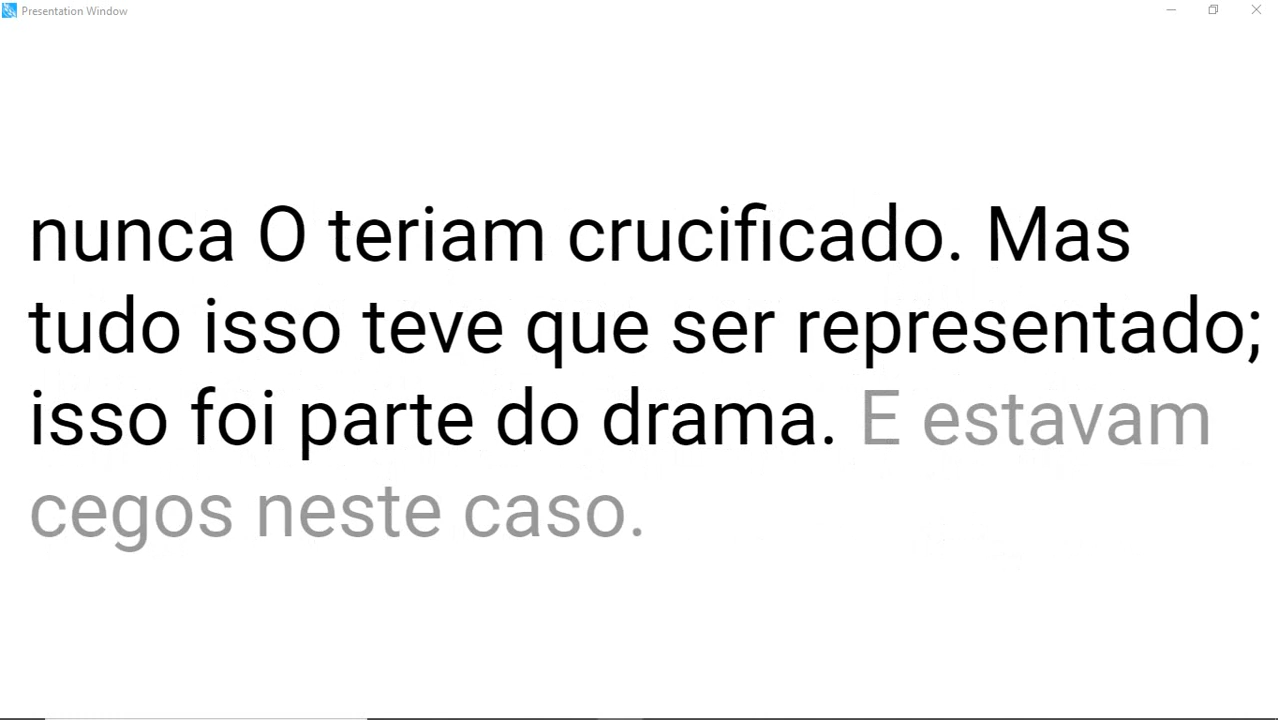 Presentation Window
nunca O teriam crucificado. Mas
tudo isso teve que ser representado;
isso foi parte do drama. E estavam
cegos neste caso.